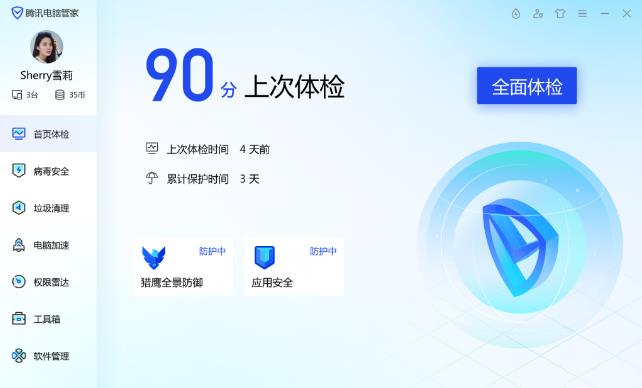 腾讯电脑管家
Sherry雪莉
3台 35币
首页体检
病毒安全
垃圾清理
电脑加速
权限雷达
工具箱
软件管理
90分 上次体检
全面体检
上次体检时间 4 天前
累计保护时间 3 天
防护中
猎鹰全景防御
防护中
应用安全